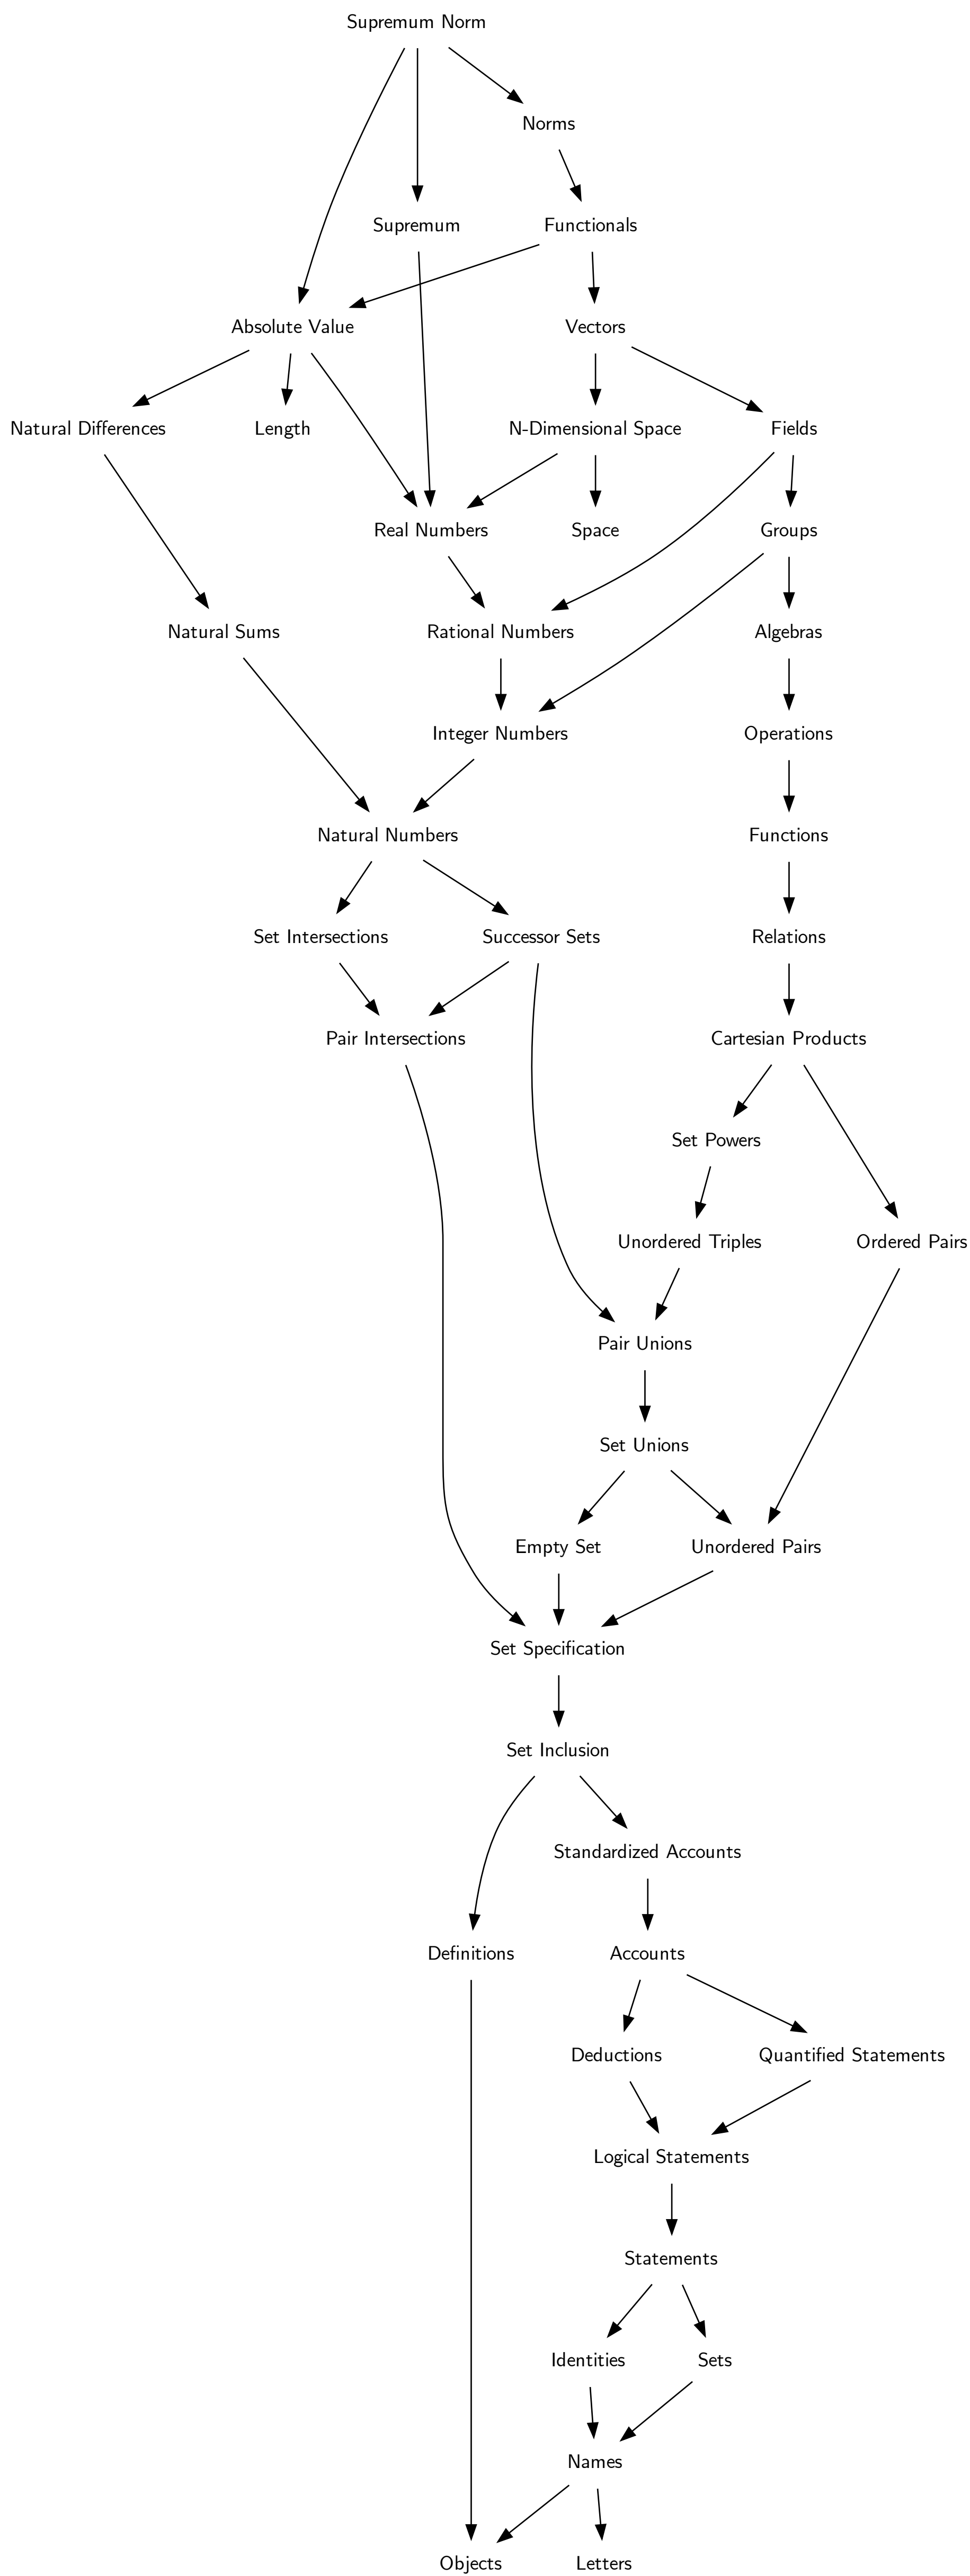 Supremum Norm
Norms
Supremum
Functionals
Absolute Value
Vectors
Natural Differences
Length
N-Dimensional Space
Fields
Real Numbers
Space
Groups
Natural Sums
Rational Numbers
Algebras
Integer Numbers
Operations
Natural Numbers
Functions
Set Intersections
Successor Sets
Relations
Pair Intersections
Cartesian Products
Set Powers
Unordered Triples
Ordered Pairs
Pair Unions
Set Unions
Empty Set
Unordered Pairs
Set Specification
Set Inclusion
Standardized Accounts
Definitions
Accounts
Deductions
Quantified Statements
Logical Statements
Statements
Identities
Sets
Names
Objects
Letters